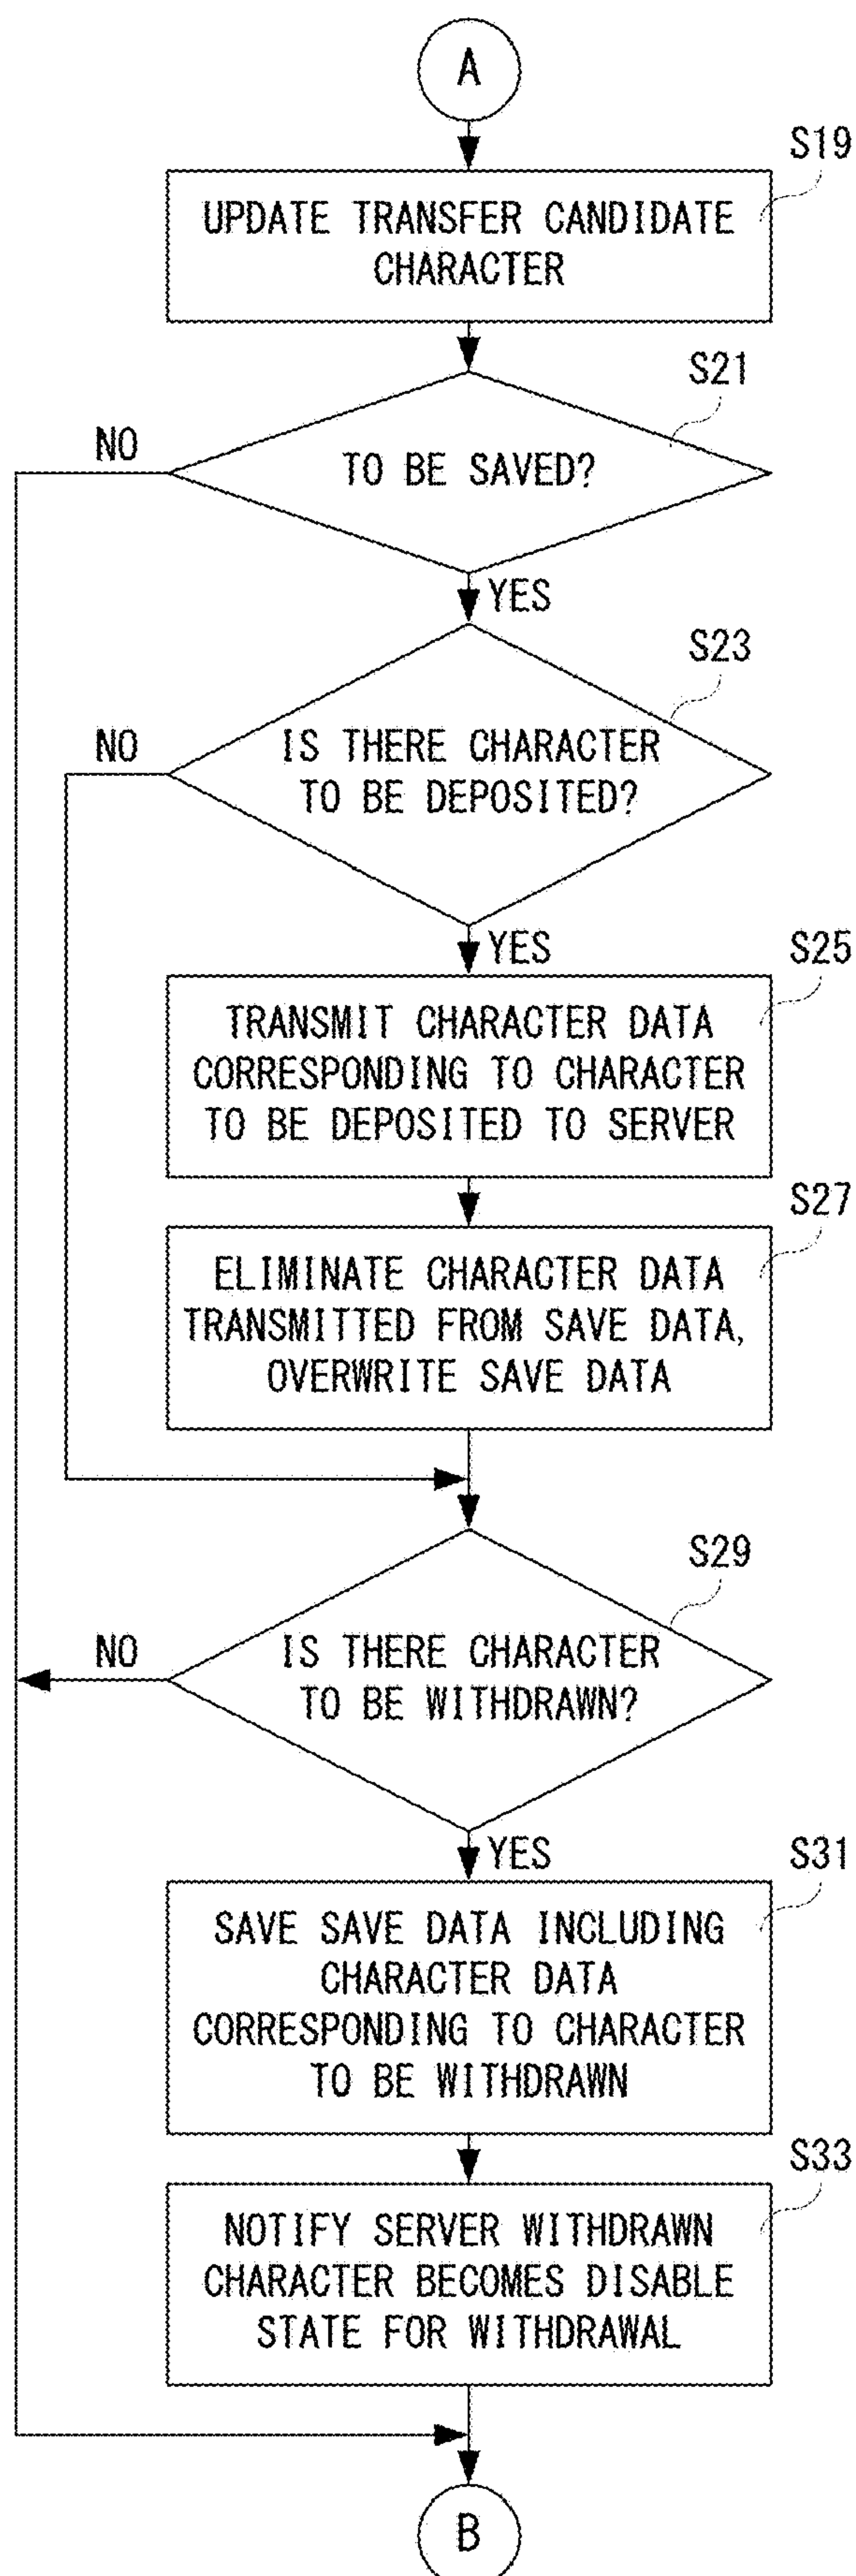 A
S19
UPDATE TRANSFER CANDIDATE
CHARACTER
S21
NO
TO BE SAVED?
YES
S23
NO
IS THERE CHARACTER
TO BE DEPOSITED?
YES
S25
TRANSMIT CHARACTER DATA
CORRESPONDING TO CHARACTER
TO BE DEPOSITED TO SERVER
S27
ELIMINATE CHARACTER DATA
TRANSMITTED FROM SAVE DATA,
OVERWRITE SAVE DATA
S29
NO
IS THERE CHARACTER
TO BE WITHDRAWN?
YES
S31
SAVE SAVE DATA INCLUDING
CHARACTER DATA
CORRESPONDING TO CHARACTER
TO BE WITHDRAWN
S33
NOTIFY SERVER WITHDRAWN
CHARACTER BECOMES DISABLE
STATE FOR WITHDRAWAL
B